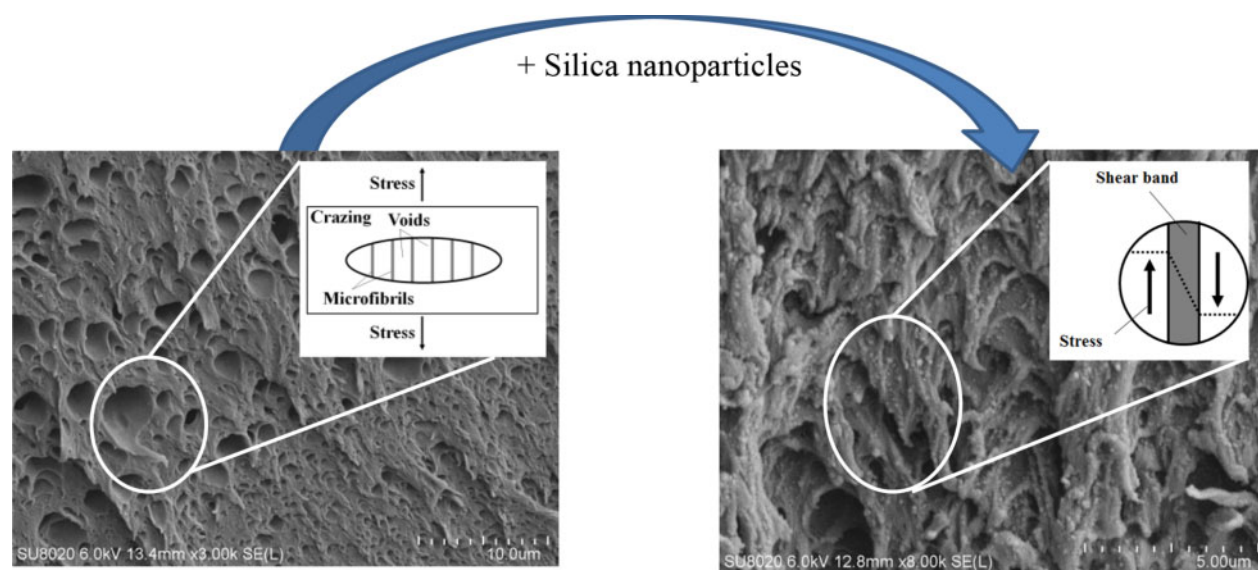 + Silica nanoparticles
Stress
Crazing
Voids
Microfibrils
Stress
SU8020 6.0kV 13.4mm x3.00k SE(L)
10.0um
Shear band
Stress
SU8020 6.0kV 12.8mm x8.00k SE(L)
5.00um